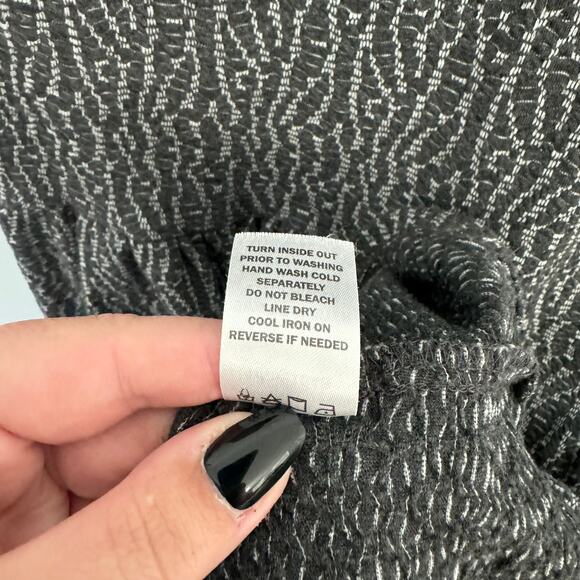 TURN INSIDE OUT
PRIOR TO WASHING
HAND WASH COLD
SEPARATELY
DO NOT BLEACH
LINE DRY
COOL IRON ON
REVERSE IF NEEDED